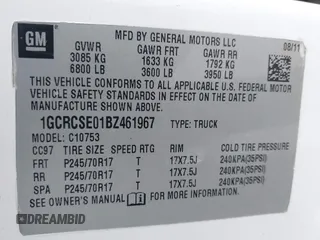 GM
MFD BY GENERAL MOTORS LLC
08/11
GVWR GAWR FRT GAWR RR
3085 KG 1633 KG 1792 KG
6800 LB 3600 LB 3950 LB
THIS VEHICLE CONFORMS TO ALL APPLICABLE U.S. FEDERAL MOTOR
VEHICLE SAFETY STANDARDS IN EFFECT ON THE DATE OF
MANUFACTURE SHOWN ABOVE.
1GCRCSE01BZ461967 TYPE: TRUCK
MODEL: C10753
CC97 TIRE SIZE SPEED RTG RIM COLD TIRE PRESSURE
FRT P245/70R17 T 17X7.5J 240KPA(35PSI)
RR P245/70R17 T 17X7.5J 240KPA(35PSI)
SPA P245/70R17 T 17X7.5J 240KPA(35PSI)
SEE OWNER'S MANUAL FOR ADDITIONAL INFORMATION
DREAMBID